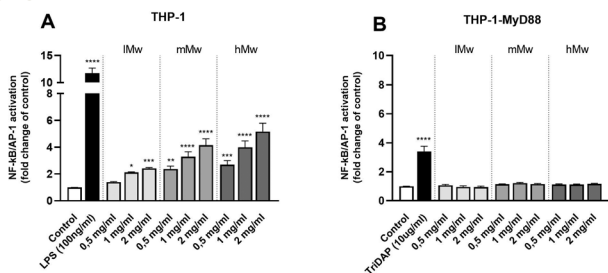 A
THP-1
lMw
mMw
hMw
NF-kB/AP-1 activation
(fold change of control)
15
10
8
6
4
2
0
****
*
***
**
****
****
***
****
****
Control
LPS (100ng/ml)
0,5 mg/ml
1 mg/ml
2 mg/ml
0,5 mg/ml
1 mg/ml
2 mg/ml
0,5 mg/ml
1 mg/ml
2 mg/ml
B
THP-1-MyD88
lMw
mMw
hMw
NF-kB/AP-1 activation
(fold change of control)
15
10
8
6
4
2
0
****
Control
TriDAP (10ug/ml)
0,5 mg/ml
1 mg/ml
2 mg/ml
0,5 mg/ml
1 mg/ml
2 mg/ml
0,5 mg/ml
1 mg/ml
2 mg/ml